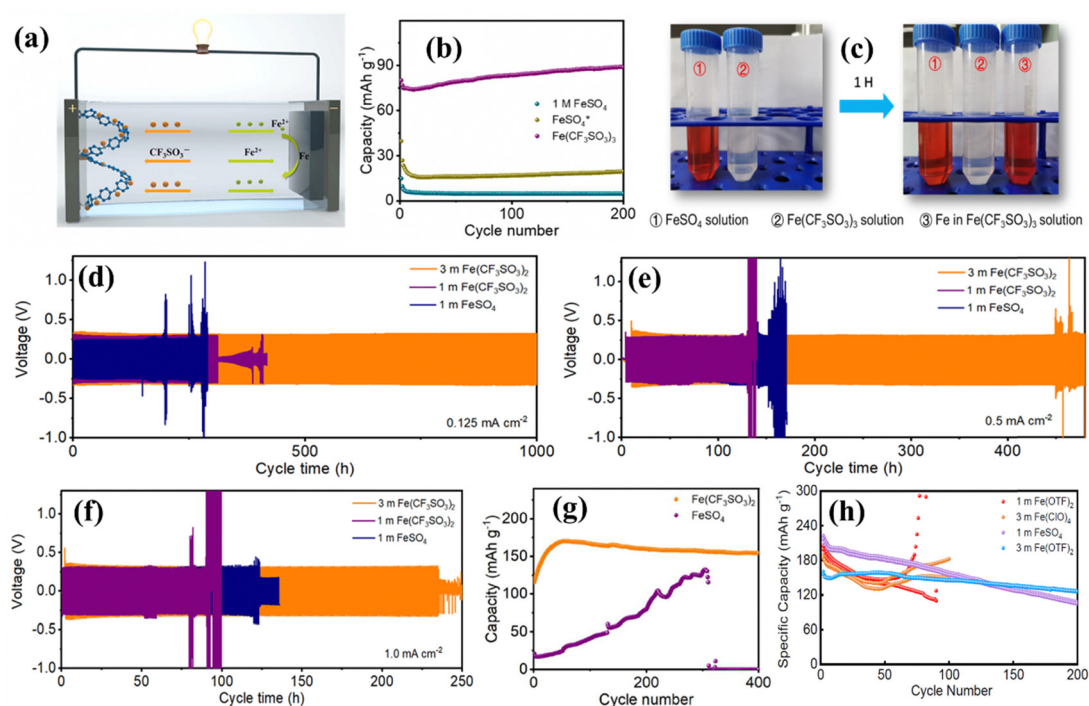 (a)
+
−
CF₃SO₃⁻
Fe²⁺
Fe²⁺
Fe
(b)
Capacity (mAh g⁻¹)
90
60
30
0
1 M FeSO₄
FeSO₄*
Fe(CF₃SO₃)₃
0
100
200
Cycle number
(c)
①
②
1 H
①
②
③
① FeSO₄ solution
② Fe(CF₃SO₃)₃ solution
③ Fe in Fe(CF₃SO₃)₃ solution
(d)
Voltage (V)
1.0
0.5
0.0
-0.5
-1.0
3 m Fe(CF₃SO₃)₂
1 m Fe(CF₃SO₃)₂
1 m FeSO₄
0.125 mA cm⁻²
0
500
1000
Cycle time (h)
(e)
Voltage (V)
1.0
0.5
0.0
-0.5
-1.0
3 m Fe(CF₃SO₃)₂
1 m Fe(CF₃SO₃)₂
1 m FeSO₄
0.5 mA cm⁻²
0
100
200
300
400
Cycle time (h)
(f)
Voltage (V)
1.0
0.5
0.0
-0.5
-1.0
3 m Fe(CF₃SO₃)₂
1 m Fe(CF₃SO₃)₂
1 m FeSO₄
1.0 mA cm⁻²
0
50
100
150
200
250
Cycle time (h)
(g)
Capacity (mAh g⁻¹)
250
200
150
100
50
0
Fe(CF₃SO₃)₂
FeSO₄
0
100
200
300
400
Cycle number
(h)
Specific Capacity (mAh g⁻¹)
300
240
180
120
60
0
1 m Fe(OTF)₂
3 m Fe(ClO)₄
1 m FeSO₄
3 m Fe(OTF)₂
0
50
100
150
200
Cycle Number